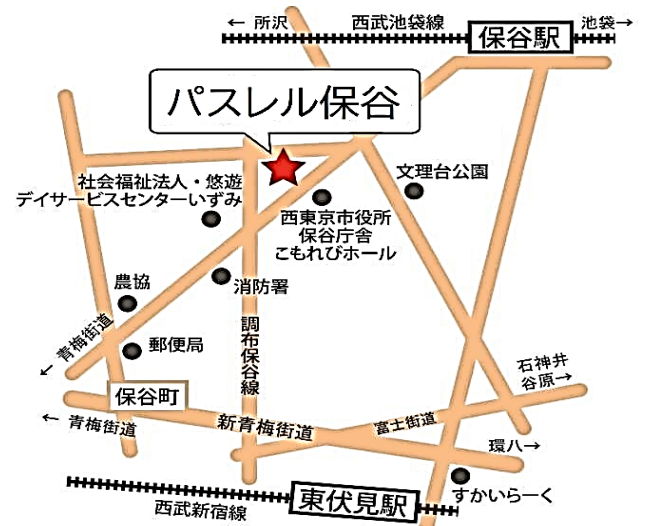 ← 所沢
西武池袋線
池袋→
保谷駅
パスレル保谷
社会福祉法人・悠遊
デイサービスセンターいずみ
文理台公園
西東京市役所
保谷庁舎
こもれびホール
農協
消防署
← 青梅街道
郵便局
調布保谷線
石神井
谷原→
保谷町
← 青梅街道
新青梅街道
富士街道
環八→
すかいらーく
東伏見駅
西武新宿線